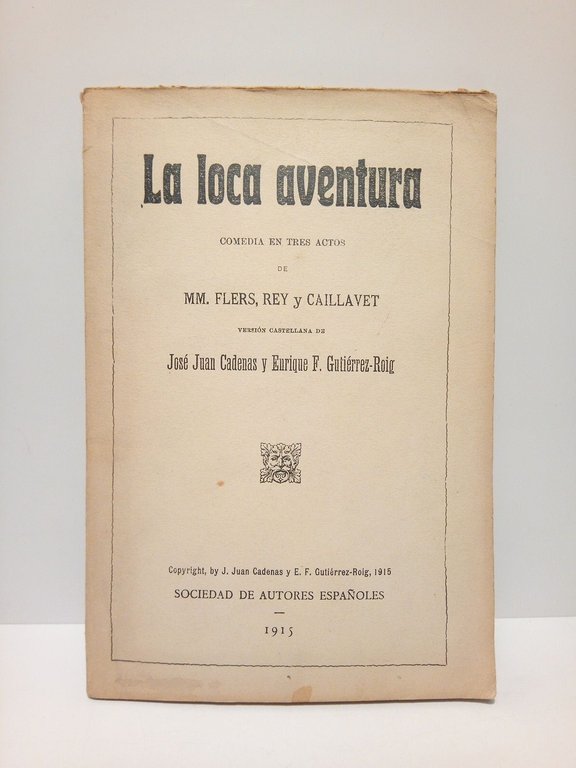 La loca aventura
COMEDIA EN TRES ACTOS
DE
MM. FLERS, REY y CAILLAVET
VERSIÓN CASTELLANA DE
José Juan Cadenas y Enrique F. Gutiérrez-Roig
Copyright, by J. Juan Cadenas y E. F. Gutiérrez-Roig, 1915
SOCIEDAD DE AUTORES ESPAÑOLES
1915